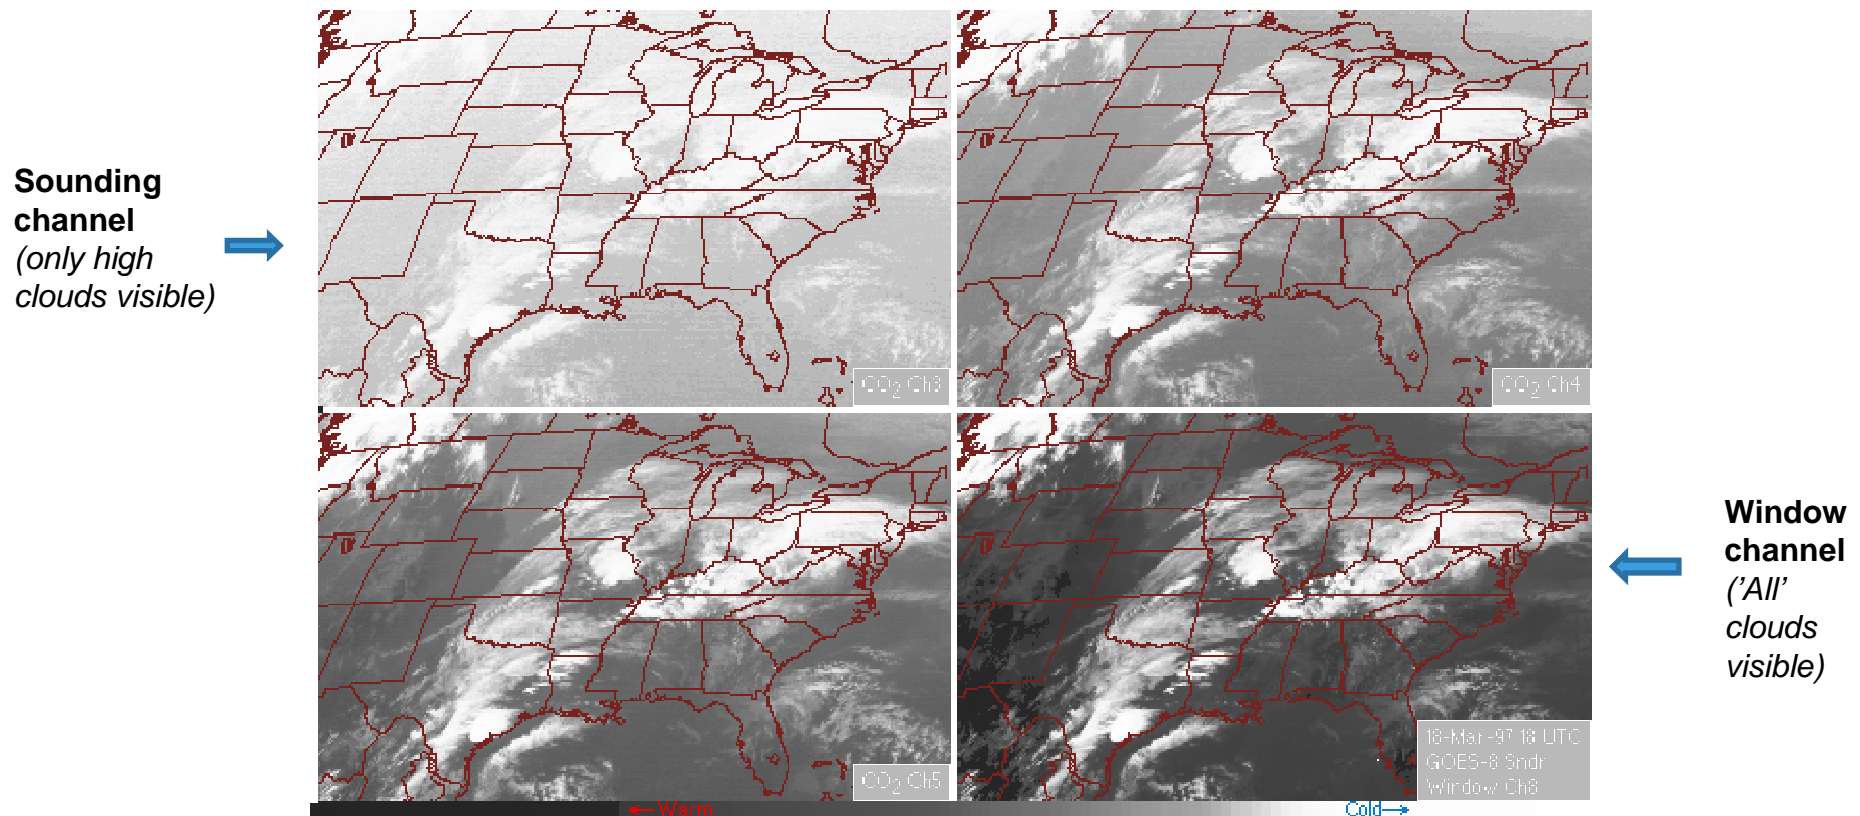 Sounding
channel
(only high
clouds visible)
CO2 Ch3
CO2 Ch4
CO2 Ch5
18-Mar-97 18 UTC
GOES-8 Sndr
Window Ch8
Window
channel
('All'
clouds
visible)
←Warm
Cold→